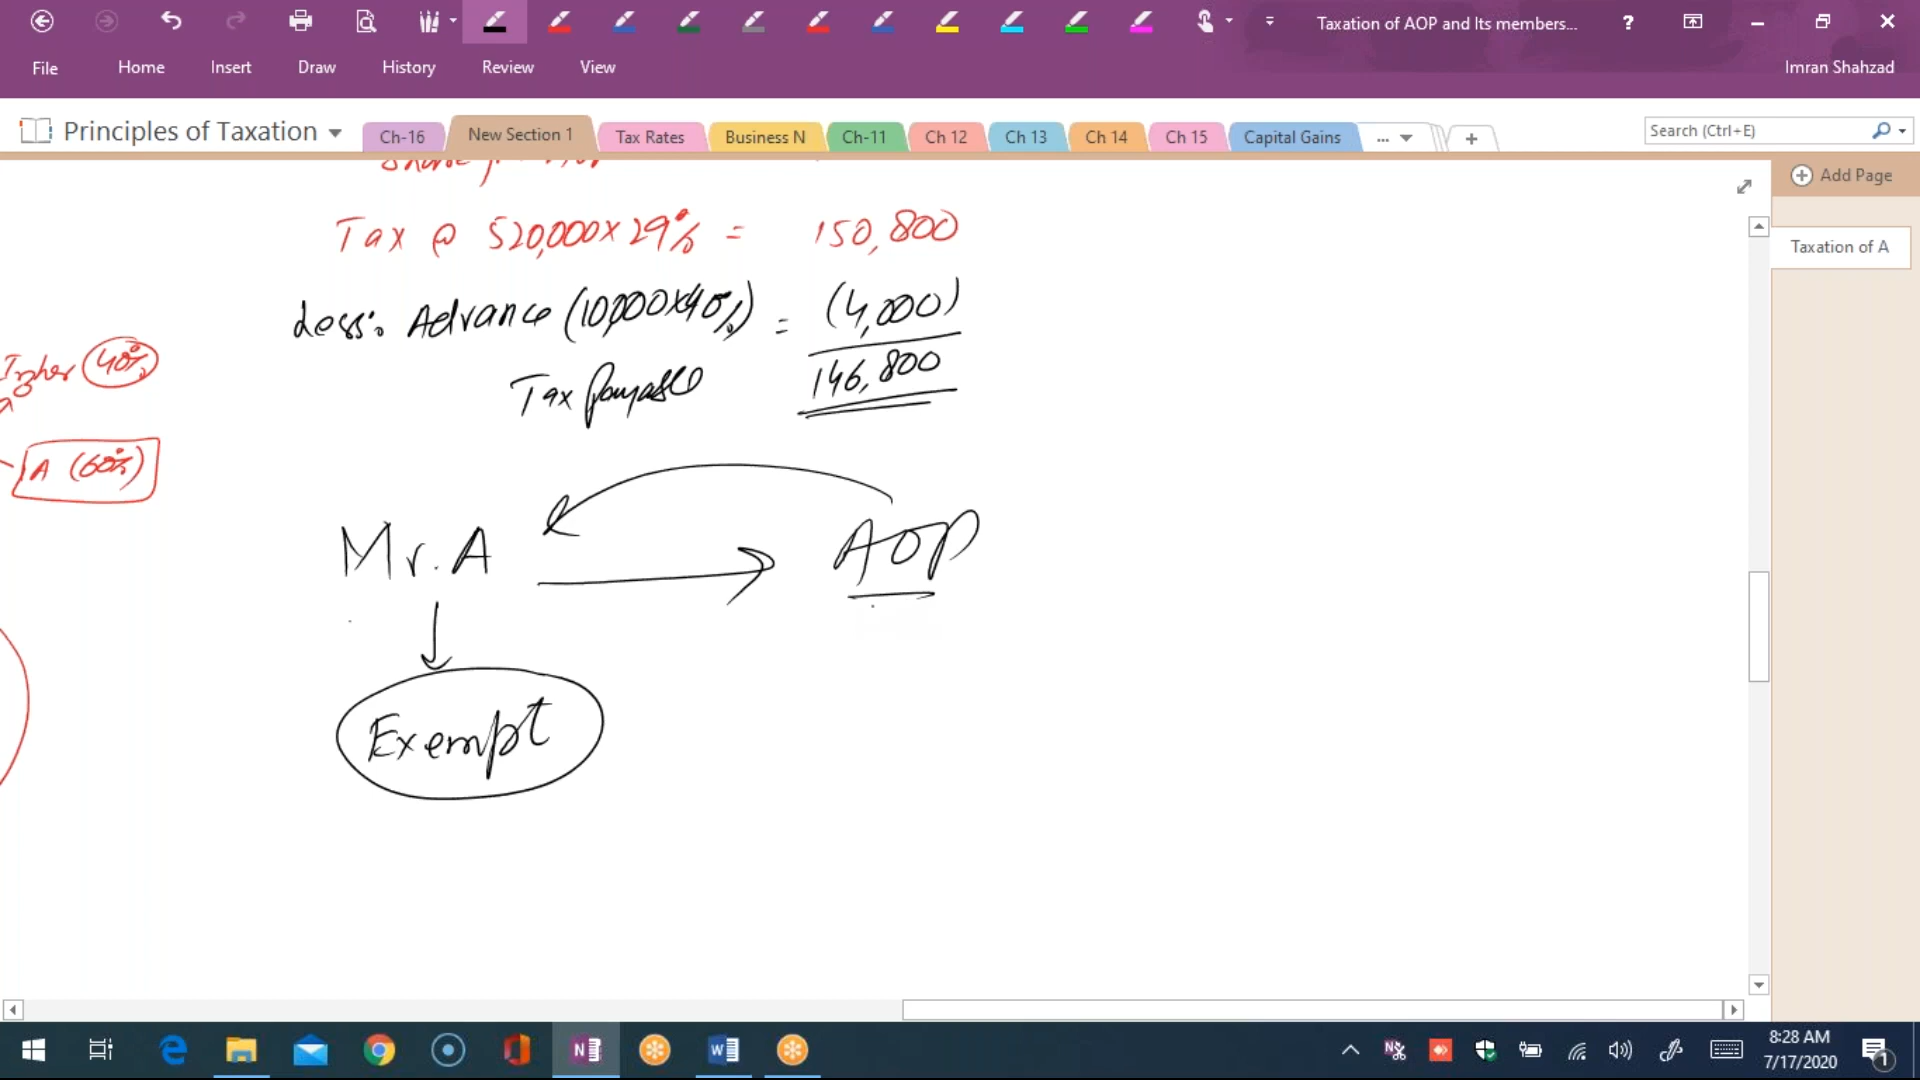 Taxation of AOP and Its members...
?
File
Home
Insert
Draw
History
Review
View
Imran Shahzad
Principles of Taxation
Ch-16
New Section 1
Tax Rates
Business N
Ch-11
Ch 12
Ch 13
Ch 14
Ch 15
Capital Gains
...
Search (Ctrl+E)
Add Page
Taxation of A
Tax @ 520,000 x 29% = 150,800
Less: Advance (10,000x40%) = (4,000)
Tax Payable 146,800
40%
A (60%)
Mr. A
AOP
Exempt
8:28 AM
7/17/2020
1